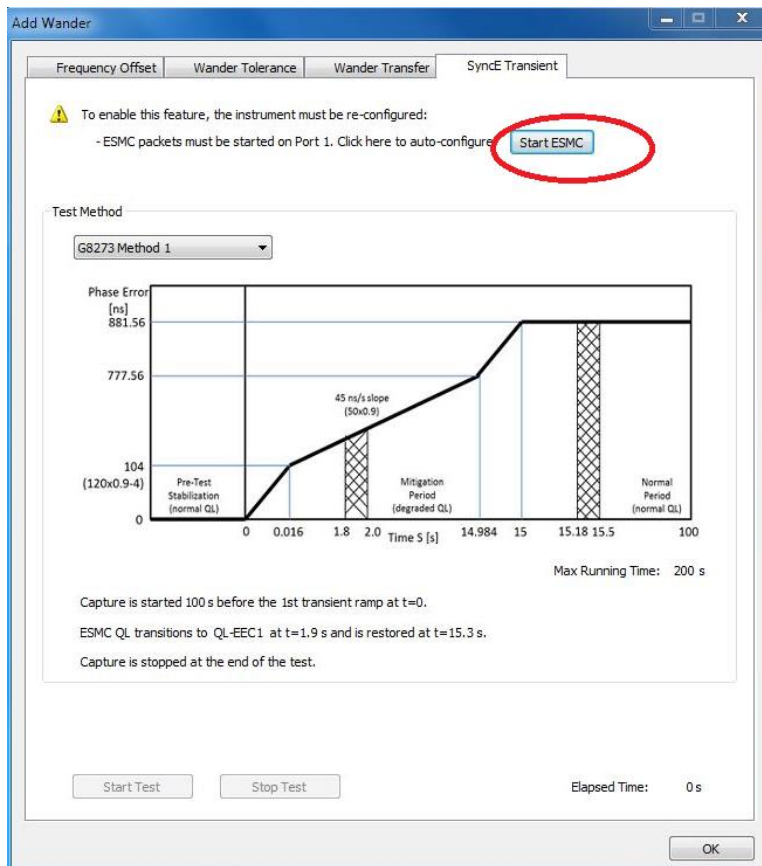 Add Wander
Frequency Offset
Wander Tolerance
Wander Transfer
SyncE Transient
To enable this feature, the instrument must be re-configured:
- ESMC packets must be started on Port 1. Click here to auto-configure
Start ESMC
Test Method
G8273 Method 1
Phase Error
[ns]
881.56
777.56
45 ns/s slope
(50x0.9)
104
(120x0.9-4)
Pre-Test
Stabilization
(normal QL)
Mitigation
Period
(degraded QL)
Normal
Period
(normal QL)
0
0 0.016 1.8 2.0 Time S [s] 14.984 15 15.18 15.5 100
Max Running Time: 200 s
Capture is started 100 s before the 1st transient ramp at t=0.
ESMC QL transitions to QL-EEC1 at t=1.9 s and is restored at t=15.3 s.
Capture is stopped at the end of the test.
Start Test
Stop Test
Elapsed Time: 0 s
OK